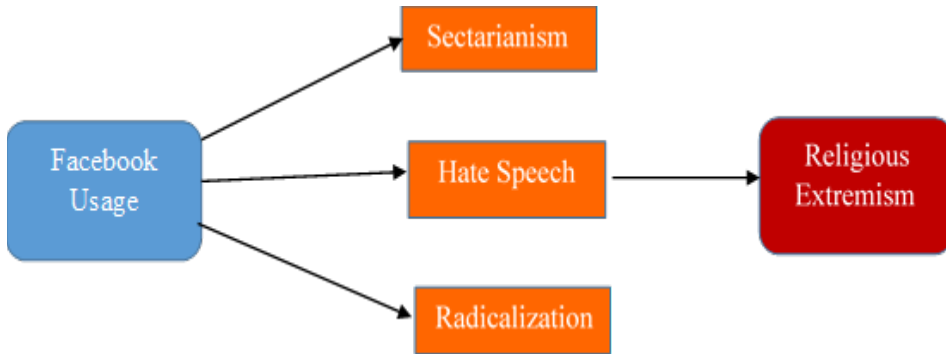 Sectarianism
Facebook
Usage
Hate Speech
Religious
Extremism
Radicalization